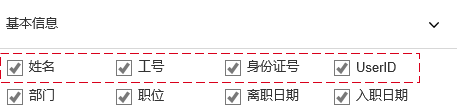 基本信息
姓名 工号 身份证号 UserID
部门 职位 离职日期 入职日期